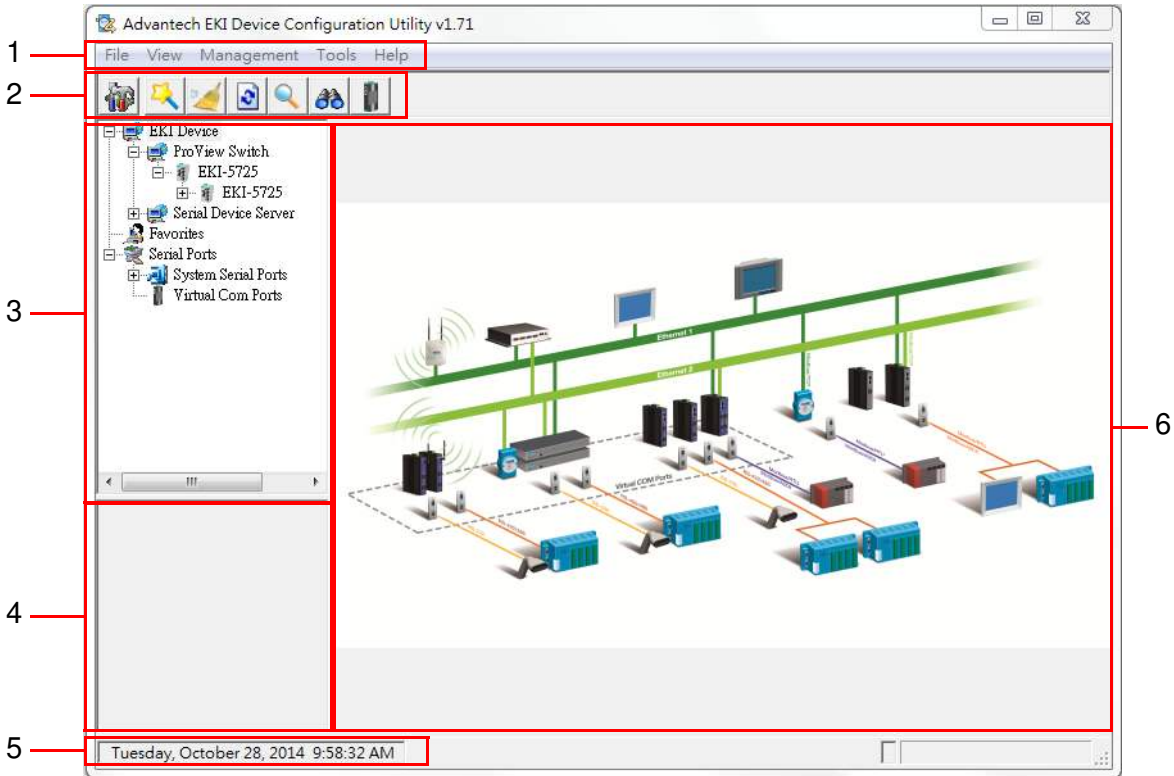 Advantech EKI Device Configuration Utility v1.71
1
File View Management Tools Help
2
3
EKI Device
ProView Switch
EKI-5725
EKI-5725
Serial Device Server
Favorites
Serial Ports
System Serial Ports
Virtual Com Ports
Ethernet 1
Ethernet 2
Virtual COM Ports
6
4
5
Tuesday, October 28, 2014 9:58:32 AM